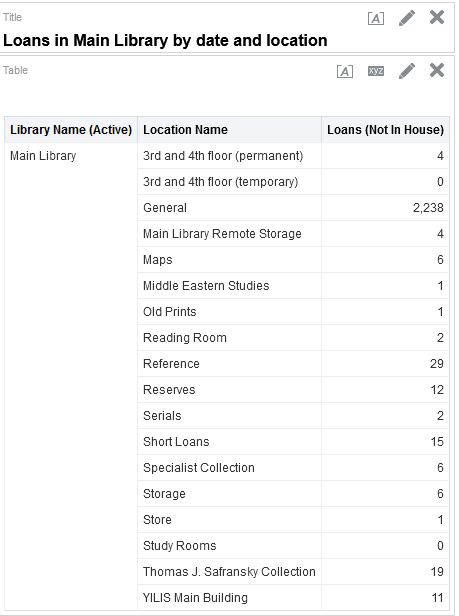 Title
[A]
Loans in Main Library by date and location
Table
[A] xyz
Library Name (Active) Location Name Loans (Not In House)
Main Library 3rd and 4th floor (permanent) 4
3rd and 4th floor (temporary) 0
General 2,238
Main Library Remote Storage 4
Maps 6
Middle Eastern Studies 1
Old Prints 1
Reading Room 2
Reference 29
Reserves 12
Serials 2
Short Loans 15
Specialist Collection 6
Storage 6
Store 1
Study Rooms 0
Thomas J. Safransky Collection 19
YILIS Main Building 11